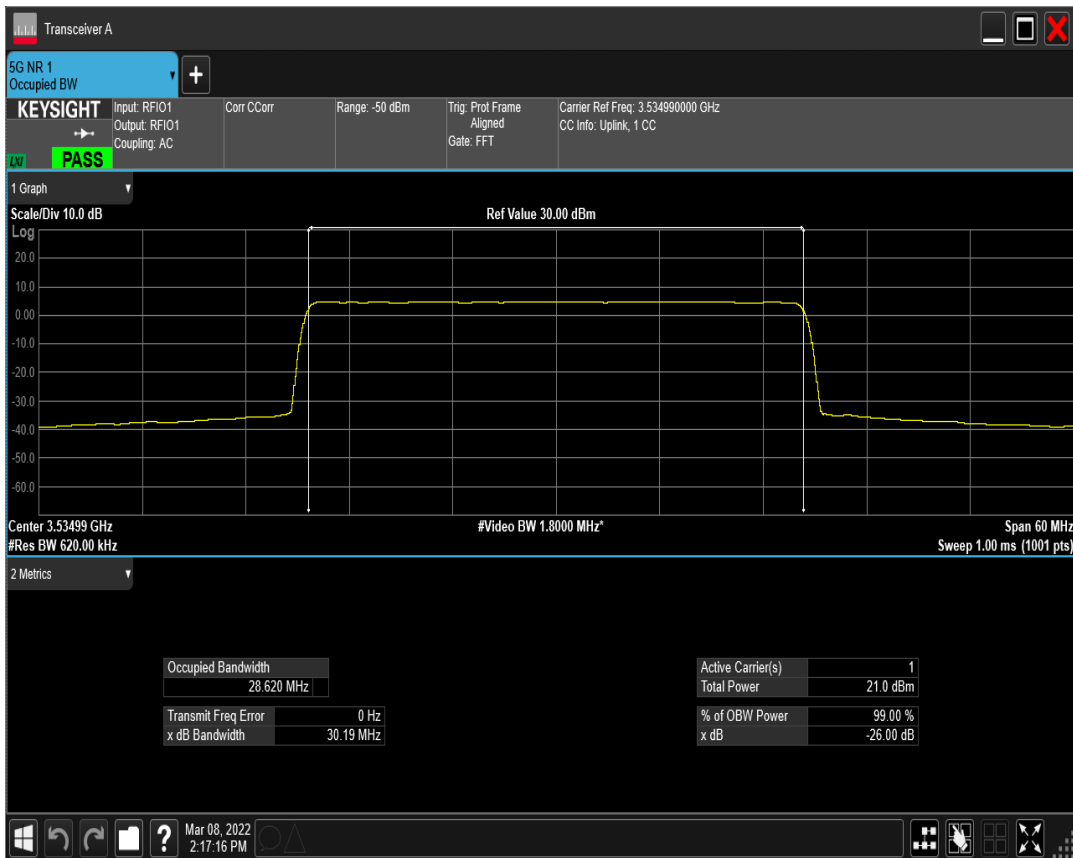 Transceiver A
5G NR 1
Occupied BW
KEYSIGHT
LXI
PASS
Input: RFIO1
Output: RFIO1
Coupling: AC
Corr CCorr
Range: -50 dBm
Trig: Prot Frame
Aligned
Gate: FFT
Carrier Ref Freq: 3.534990000 GHz
CC Info: Uplink, 1 CC
1 Graph
Scale/Div 10.0 dB
Ref Value 30.00 dBm
Log
20.0
10.0
0.00
-10.0
-20.0
-30.0
-40.0
-50.0
-60.0
Center 3.53499 GHz
#Video BW 1.8000 MHz*
Span 60 MHz
#Res BW 620.00 kHz
Sweep 1.00 ms (1001 pts)
2 Metrics
Occupied Bandwidth
28.620 MHz
Transmit Freq Error 0 Hz
x dB Bandwidth 30.19 MHz
Active Carrier(s) 1
Total Power 21.0 dBm
% of OBW Power 99.00 %
x dB -26.00 dB
?
Mar 08, 2022
2:17:16 PM